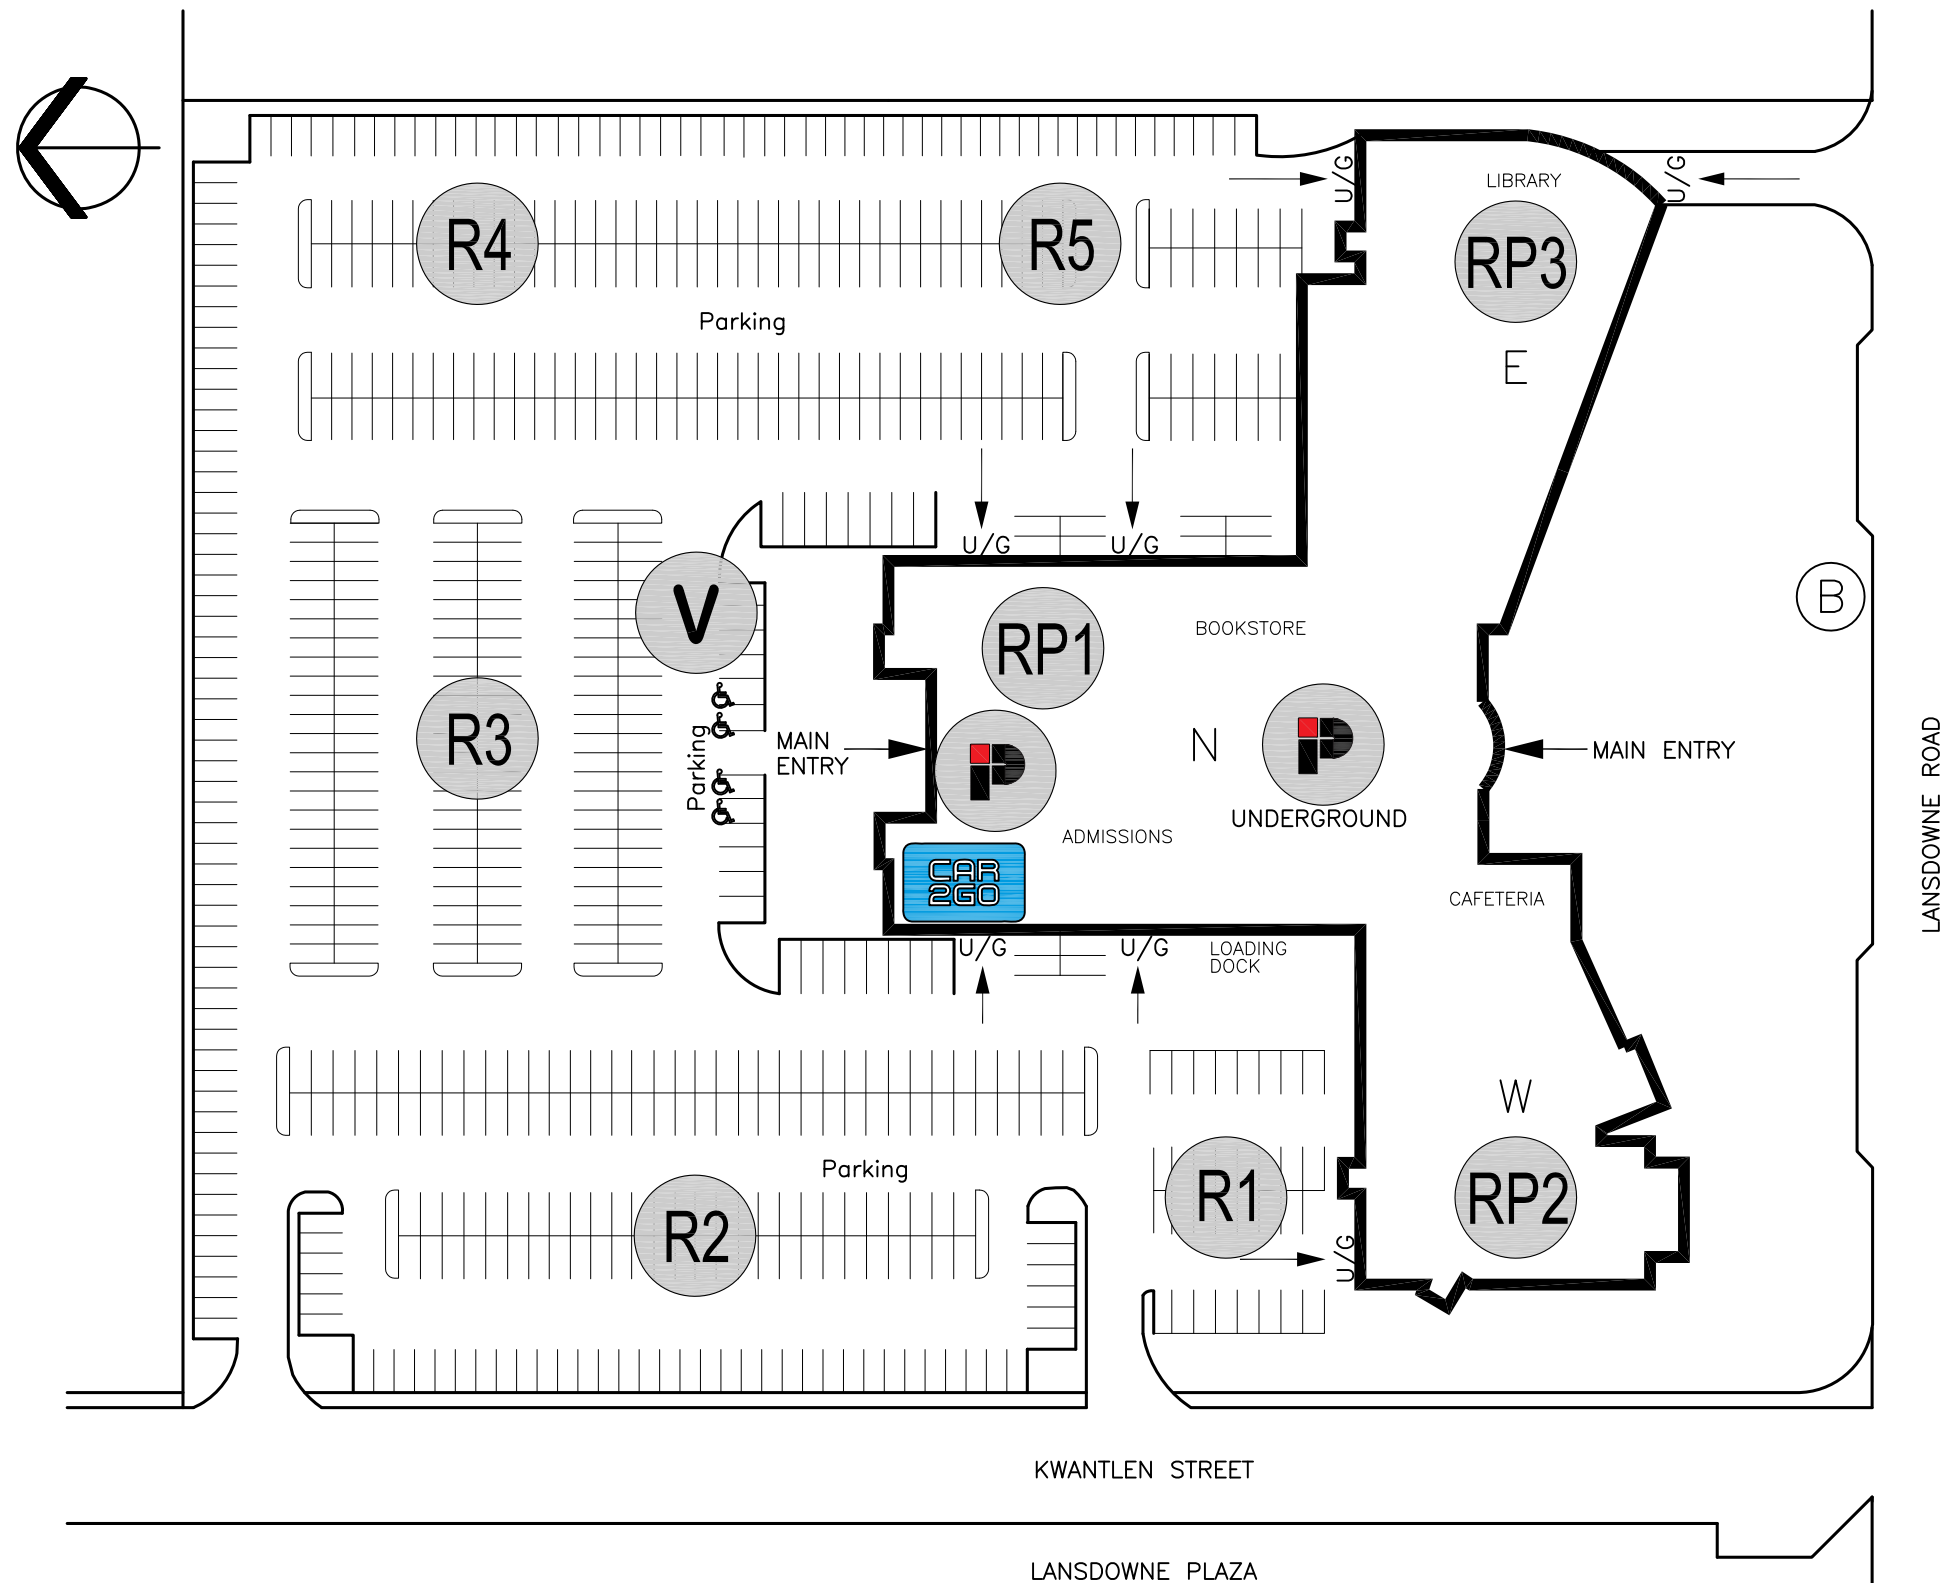 U/G
U/G
LIBRARY
R4
R5
RP3
Parking
E
U/G
U/G
B
V
RP1
BOOKSTORE
R3
Parking
MAIN
ENTRY
P
N
P
MAIN ENTRY
UNDERGROUND
ADMISSIONS
CAR
2GO
CAFETERIA
LANSDOWNE ROAD
U/G
U/G
LOADING
DOCK
W
Parking
R2
R1
RP2
U/G
KWANTLEN STREET
LANSDOWNE PLAZA